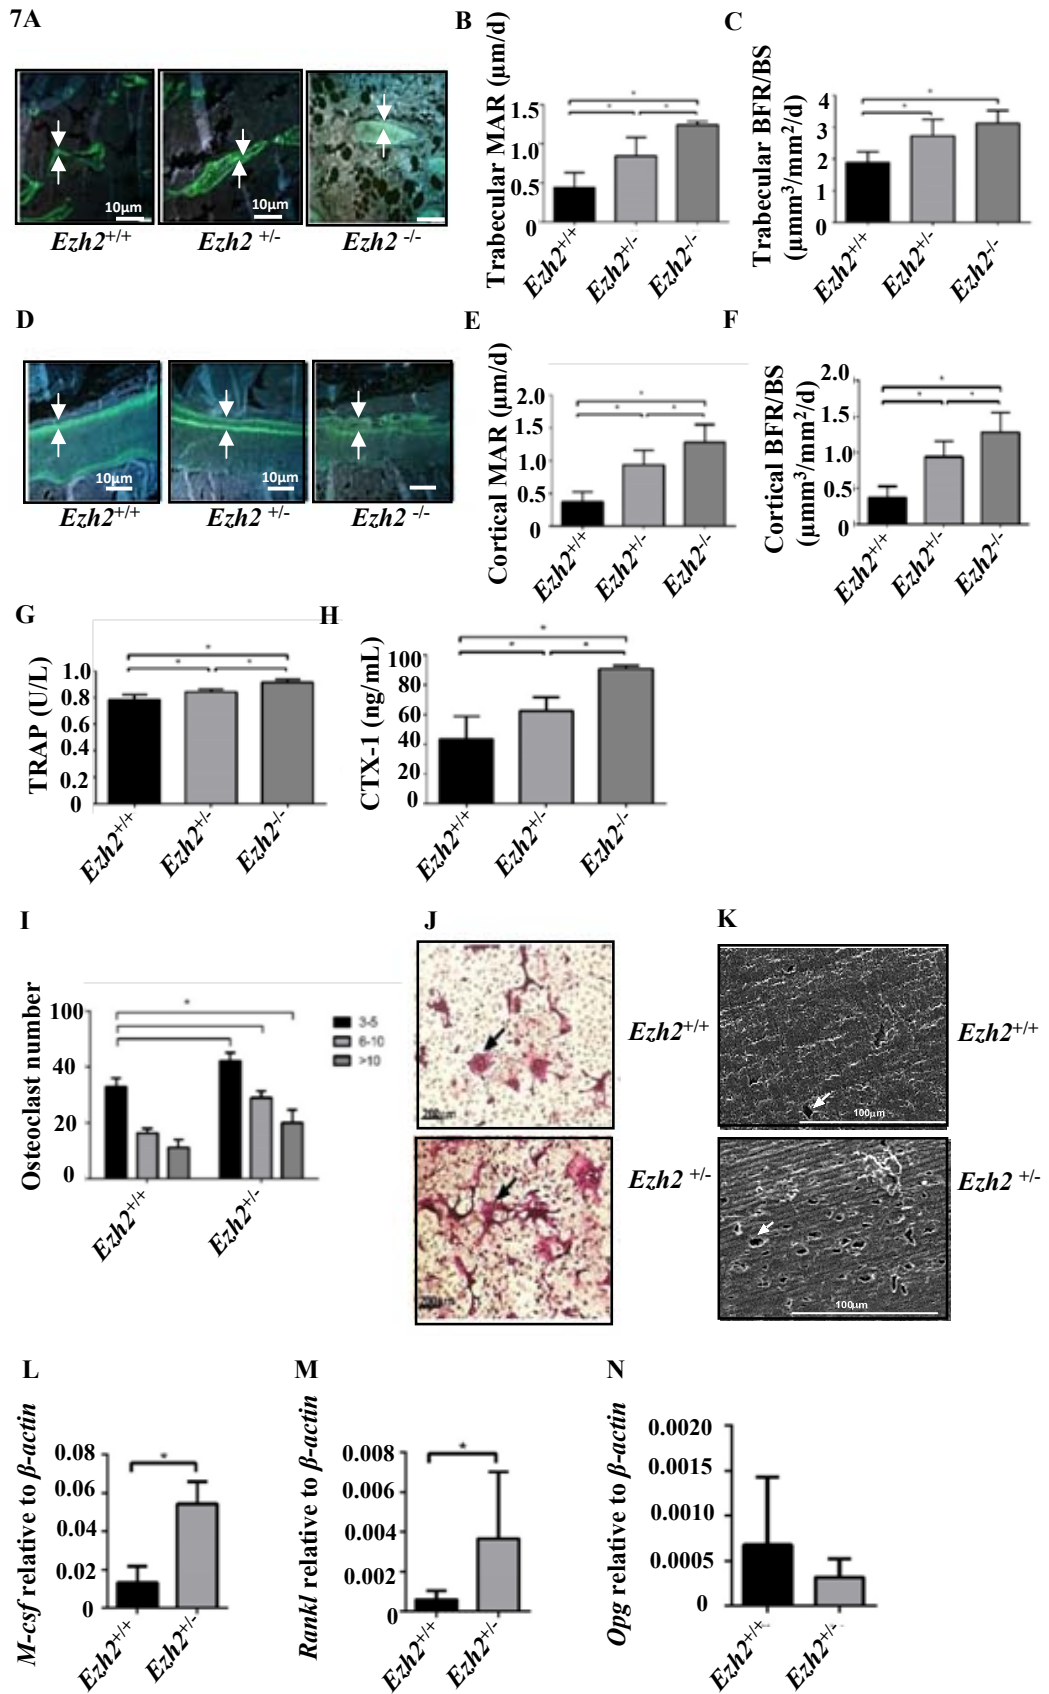 7A
10μm
10μm
Ezh2+/+
Ezh2 +/-
Ezh2 -/-
B
Trabecular MAR (μm/d)
1.5
1.0
0.5
0
*
*
*
Ezh2+/+
Ezh2+/-
Ezh2-/-
C
Trabecular BFR/BS
(μmm3/mm2/d)
4
3
2
1
0
*
*
Ezh2+/+
Ezh2+/-
Ezh2-/-
D
10μm
10μm
Ezh2+/+
Ezh2 +/-
Ezh2 -/-
E
Cortical MAR (μm/d)
2.0
1.5
1.0
0.5
0
*
*
*
Ezh2+/+
Ezh2+/-
Ezh2-/-
F
Cortical BFR/BS
(μmm3/mm2/d)
2.0
1.5
1.0
0.5
0
*
*
*
Ezh2+/+
Ezh2+/-
Ezh2-/-
G
TRAP (U/L)
1.0
0.8
0.6
0.4
0.2
0
*
*
*
Ezh2+/+
Ezh2+/-
Ezh2-/-
H
CTX-1 (ng/mL)
100
80
60
40
20
0
*
*
*
Ezh2+/+
Ezh2+/-
Ezh2-/-
I
Osteoclast number
100
40
20
0
*
3-5
6-10
>10
Ezh2+/+
Ezh2+/-
J
200μm
Ezh2+/+
200μm
Ezh2 +/-
K
100μm
Ezh2+/+
100μm
Ezh2 +/-
L
M-csf relative to β-actin
0.08
0.06
0.04
0.02
0
*
Ezh2+/+
Ezh2+/-
M
Rankl relative to β-actin
0.008
0.006
0.004
0.002
0
*
Ezh2+/+
Ezh2+/-
N
Opg relative to β-actin
0.0020
0.0015
0.0010
0.0005
0
Ezh2+/+
Ezh2+/-